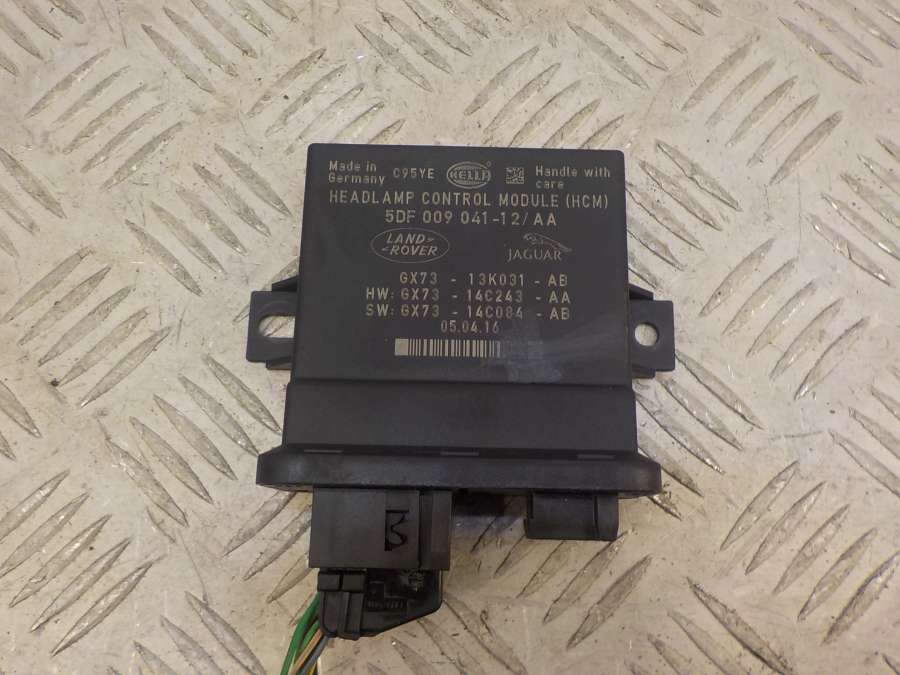 Made in
Germany
C95YE
HELLA
Handle with
care
HEADLAMP CONTROL MODULE (HCM)
5DF 009 041-12/AA
LAND-
-ROVER
JAGUAR
GX73 - 13K031 - AB
HW: GX73 - 14C243 - AA
SW: GX73 - 14C084 - AB
05.04.16